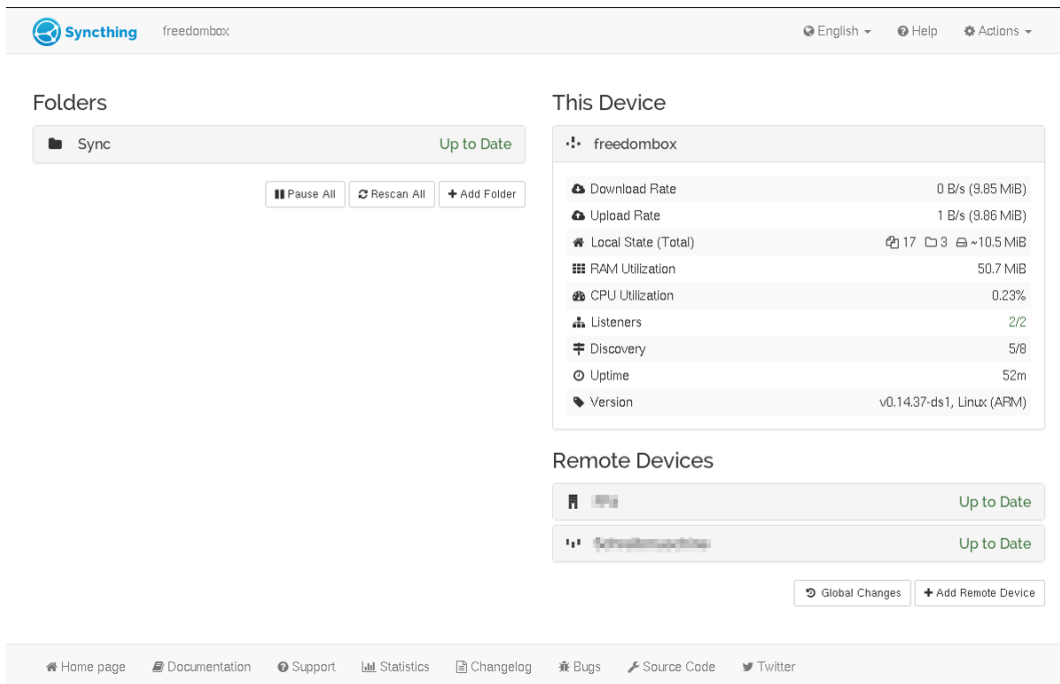 Syncthing freedombox English Help Actions
Folders
Sync Up to Date
Pause All Rescan All Add Folder
This Device
freedombox
Download Rate 0 B/s (9.85 MiB)
Upload Rate 1 B/s (9.86 MiB)
Local State (Total) 17 3 ~10.5 MiB
RAM Utilization 50.7 MiB
CPU Utilization 0.23%
Listeners 2/2
Discovery 5/8
Uptime 52m
Version v0.14.37-ds1, Linux (ARM)
Remote Devices
Up to Date
Up to Date
Global Changes Add Remote Device
Home page Documentation Support Statistics Changelog Bugs Source Code Twitter